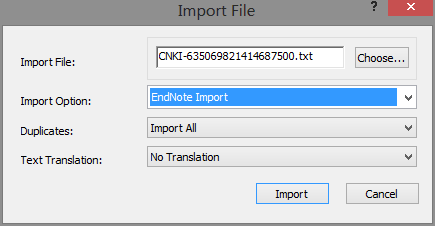 Import File
?
Import File:
CNKI-635069821414687500.txt
Choose...
Import Option:
EndNote Import
Duplicates:
Import All
Text Translation:
No Translation
Import
Cancel